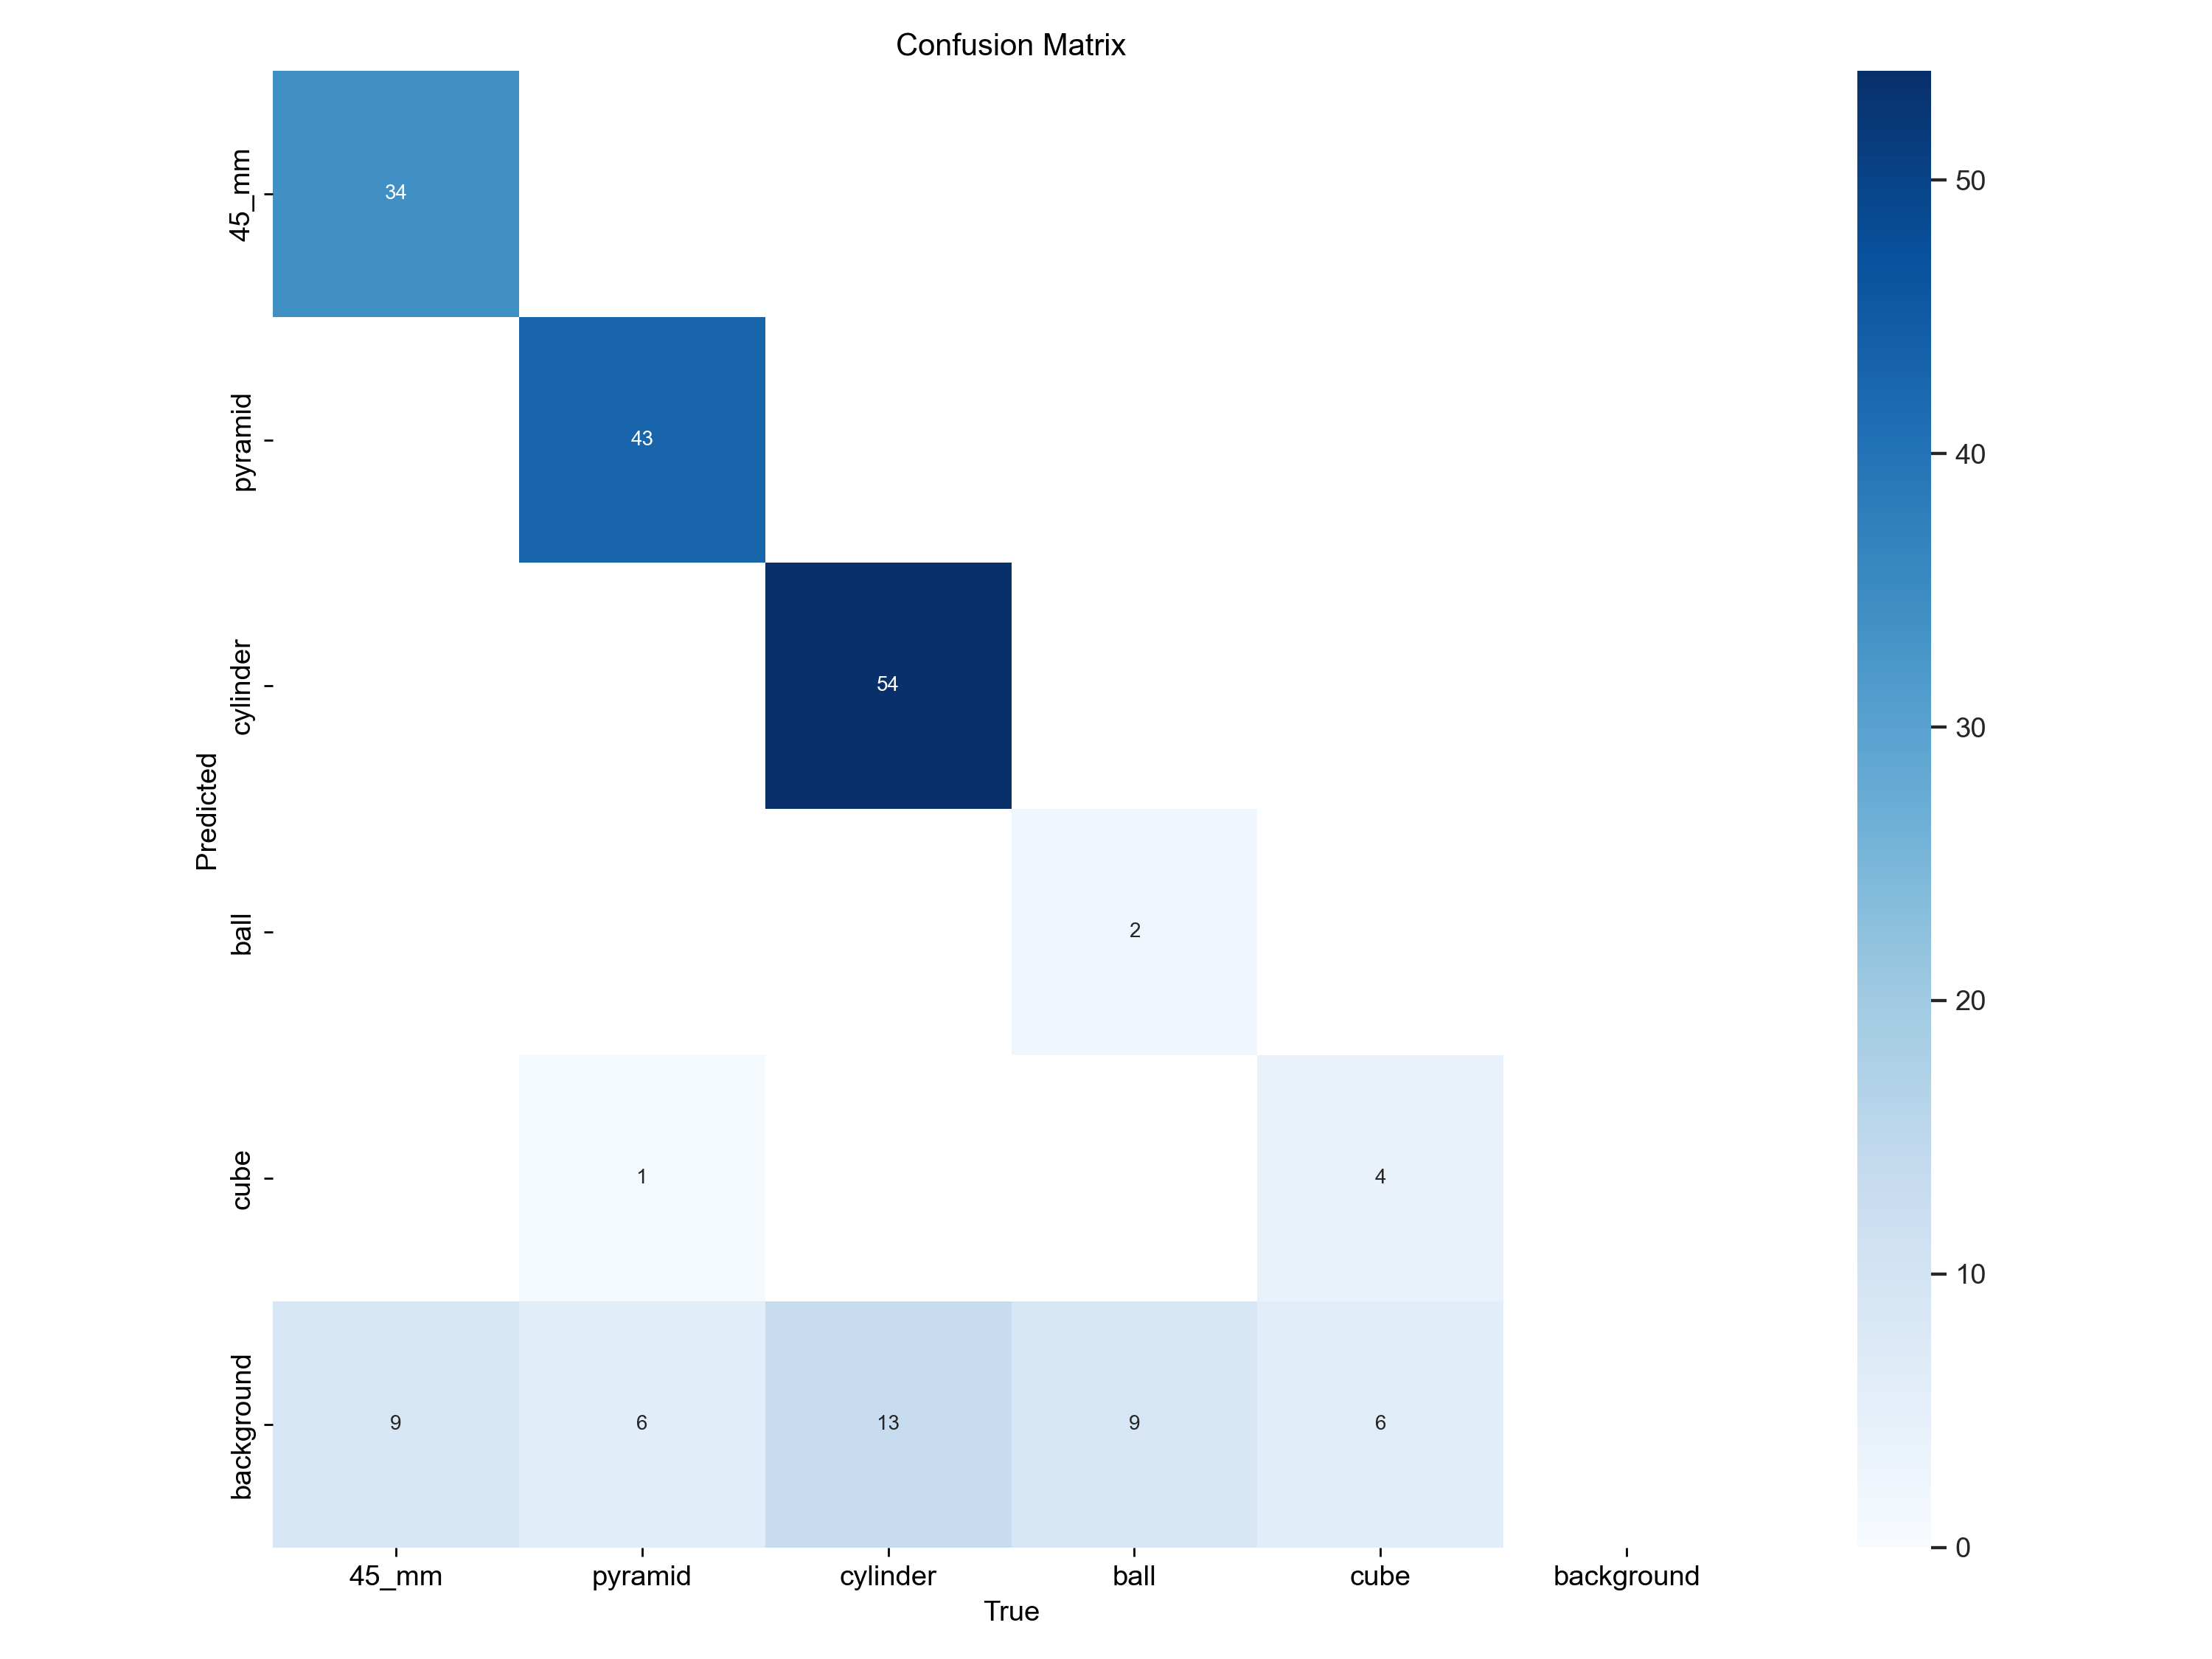 Confusion Matrix
45_mm
34
pyramid
43
cylinder
54
ball
2
cube
1 4
background
9 6 13 9 6
Predicted
45_mm pyramid cylinder ball cube background
True
50
40
30
20
10
0